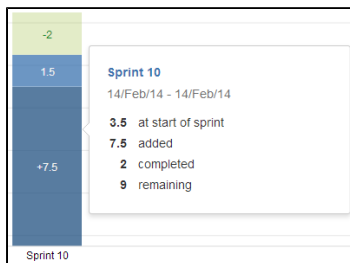 -2
1.5
+7.5
Sprint 10
14/Feb/14 - 14/Feb/14
3.5 at start of sprint
7.5 added
2 completed
9 remaining
Sprint 10